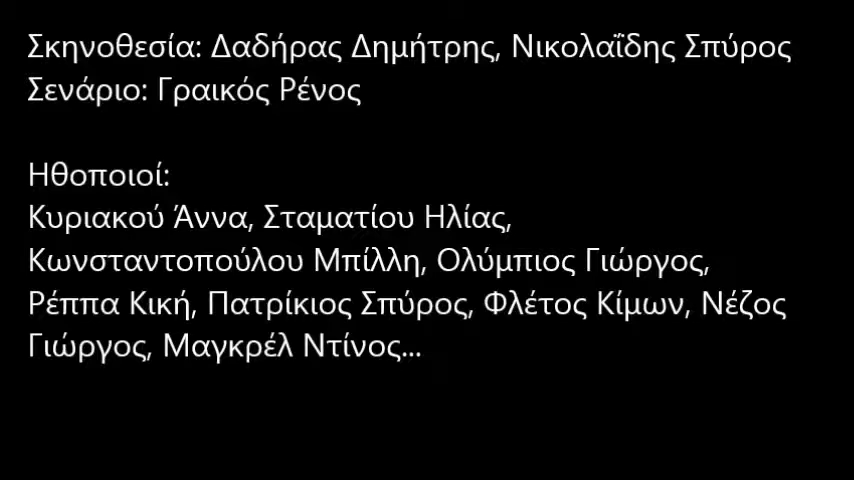 Σκηνοθεσία: Δαδήρας Δημήτρης, Νικολαΐδης Σπύρος
Σενάριο: Γραικός Ρένος
Ηθοποιοί:
Κυριακού Άννα, Σταματίου Ηλίας,
Κωνσταντοπούλου Μπίλλη, Ολύμπιος Γιώργος,
Ρέππα Κική, Πατρίκιος Σπύρος, Φλέτος Κίμων, Νέζος
Γιώργος, Μαγκρέλ Ντίνος...